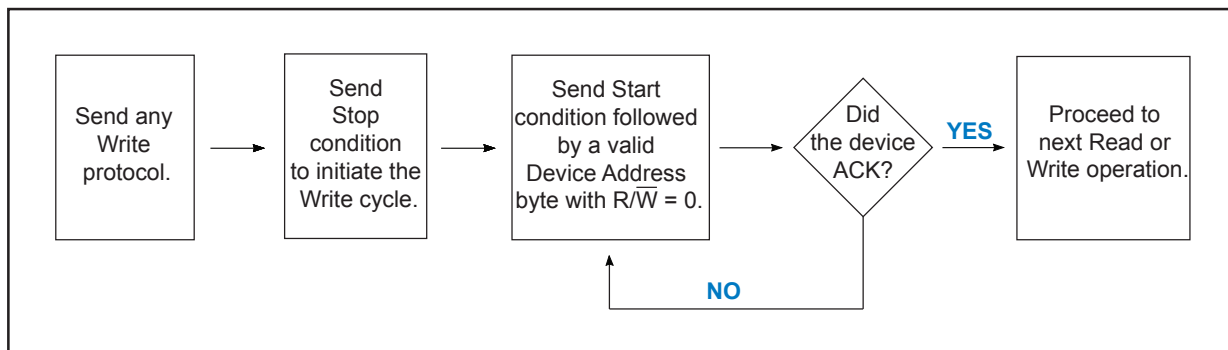 Send any
Write
protocol.
Send
Stop
condition
to initiate the
Write cycle.
Send Start
condition followed
by a valid
Device Address
byte with R/W̅ = 0.
Did
the device
ACK?
YES
NO
Proceed to
next Read or
Write operation.